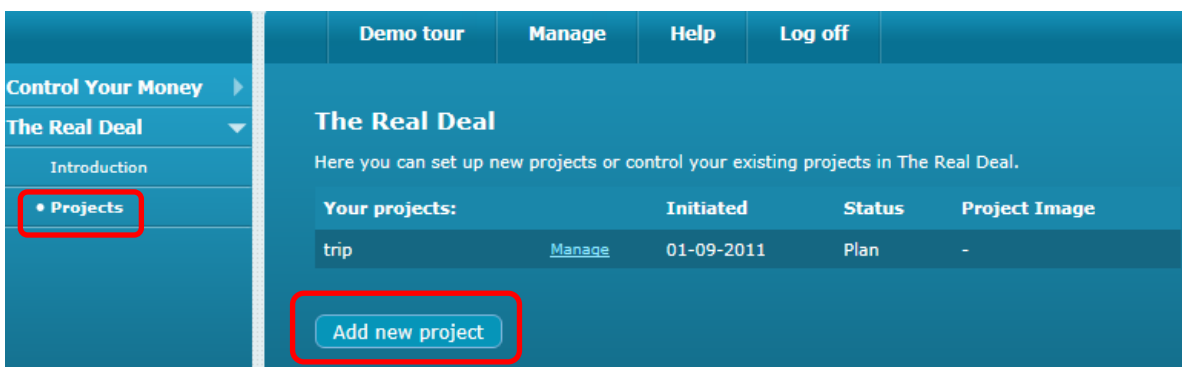 Demo tour Manage Help Log off
Control Your Money
The Real Deal
Introduction
• Projects
The Real Deal
Here you can set up new projects or control your existing projects in The Real Deal.
Your projects: Initiated Status Project Image
trip Manage 01-09-2011 Plan -
Add new project